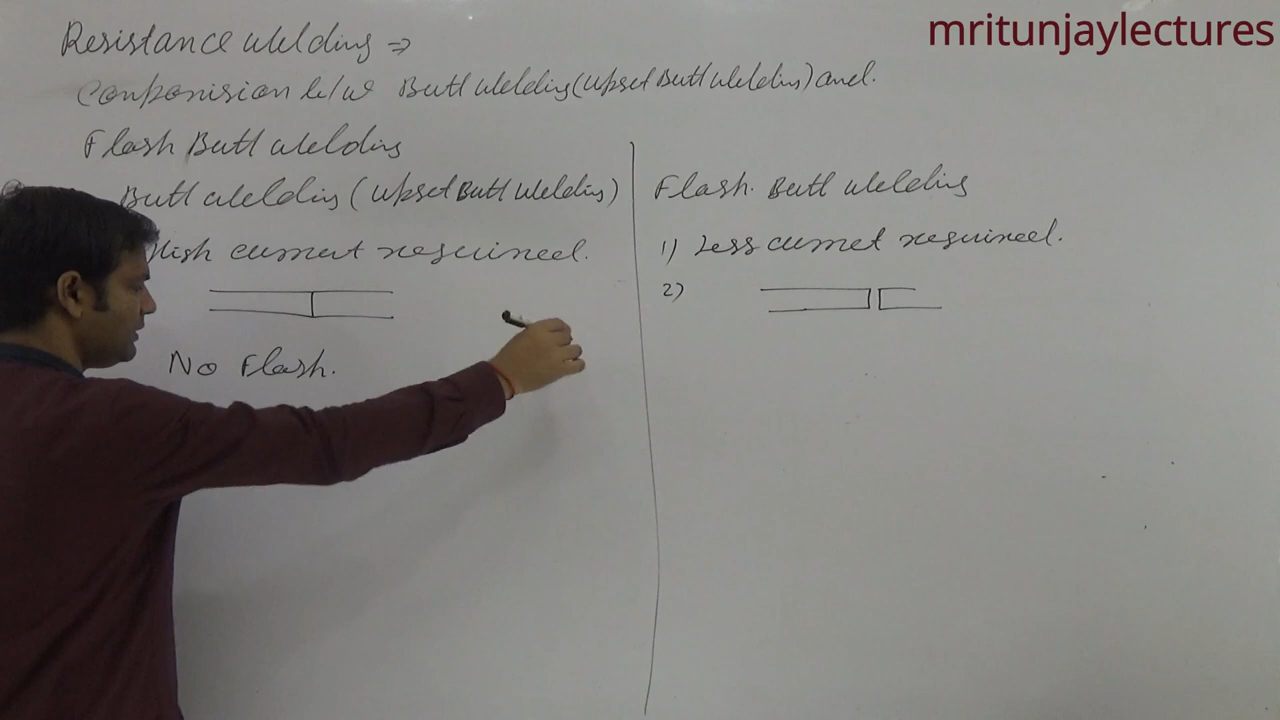 mritunjaylectures
Resistance welding ⇒
Comparision b/w Butt welding (Upset Butt Welding) and.
Flash Butt welding
Butt welding (Upset Butt Welding)
High current required.
No Flash.
Flash Butt welding
1) Less currnet required.
2)